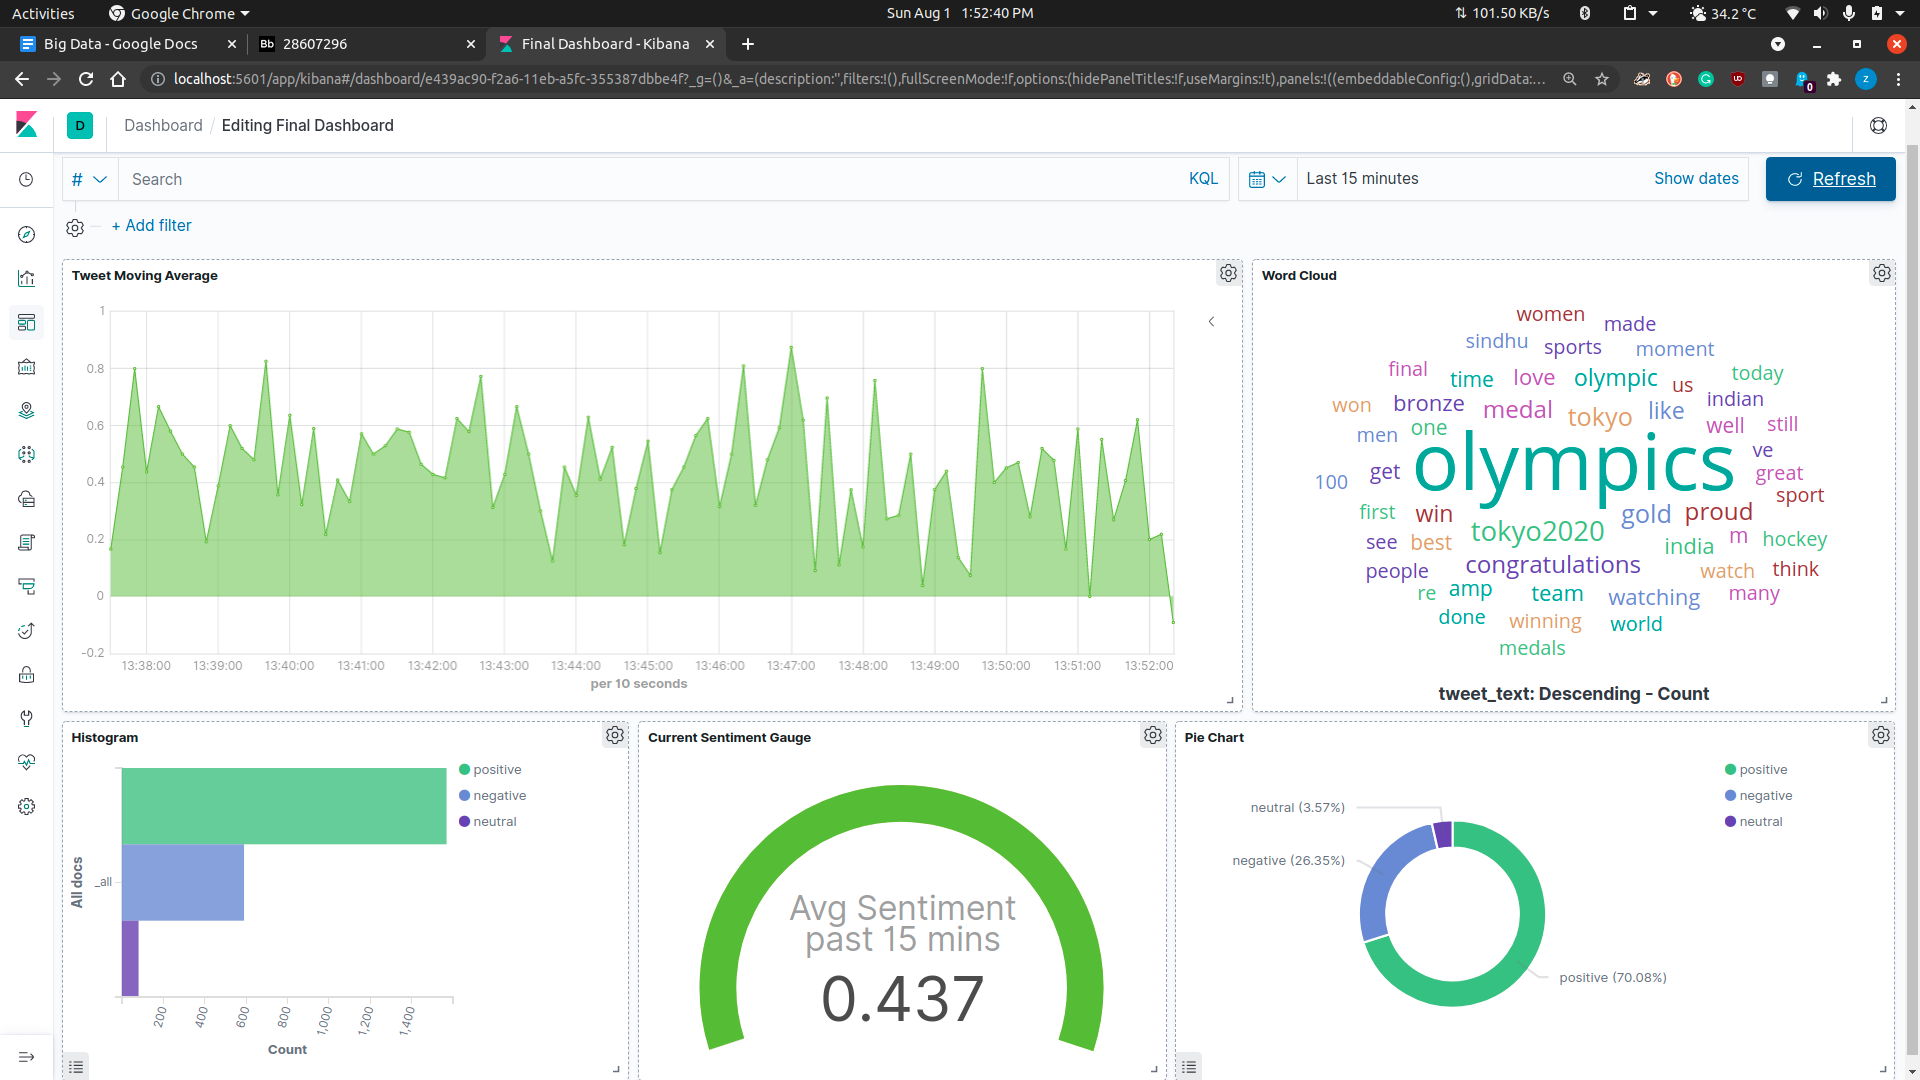 Activities
Google Chrome
Sun Aug 1 1:52:40 PM
101.50 KB/s
34.2 °C
Big Data - Google Docs
Bb 28607296
Final Dashboard - Kibana
localhost:5601/app/kibana#/dashboard/e439ac90-f2a6-11eb-a5fc-355387dbbe4f?_g=()&_a=(description:'',filters:!(),fullScreenMode:!f,options:(hidePanelTitles:!f,useMargins:!t),panels:!((embeddableConfig:(),gridData:...
Z
0
D
Dashboard / Editing Final Dashboard
#
Search
KQL
Last 15 minutes
Show dates
Refresh
+ Add filter
Tweet Moving Average
1
0.8
0.6
0.4
0.2
0
-0.2
13:38:00 13:39:00 13:40:00 13:41:00 13:42:00 13:43:00 13:44:00 13:45:00 13:46:00 13:47:00 13:48:00 13:49:00 13:50:00 13:51:00 13:52:00
per 10 seconds
Word Cloud
women made
sindhu sports moment
final time love olympic us today
won bronze medal tokyo like indian
men one well still
olympics ve
100 get great
sport
first win tokyo2020 gold proud
see best india m hockey
people congratulations watch think
re amp team watching many
done winning world
medals
tweet_text: Descending - Count
Histogram
positive
negative
neutral
All docs
_all
200 400 600 800 1,000 1,200 1,400
Count
Current Sentiment Gauge
Avg Sentiment
past 15 mins
0.437
Pie Chart
positive
negative
neutral
neutral (3.57%)
negative (26.35%)
positive (70.08%)